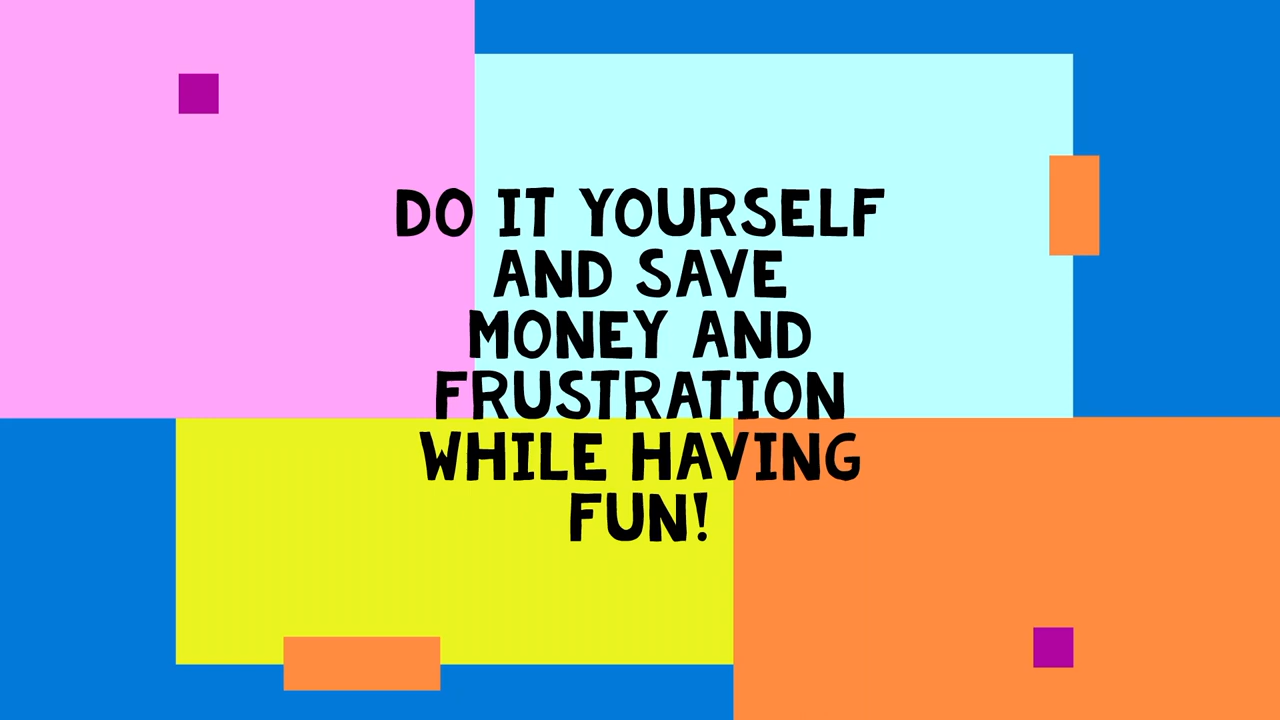 DO IT YOURSELF
AND SAVE
MONEY AND
FRUSTRATION
WHILE HAVING
FUN!